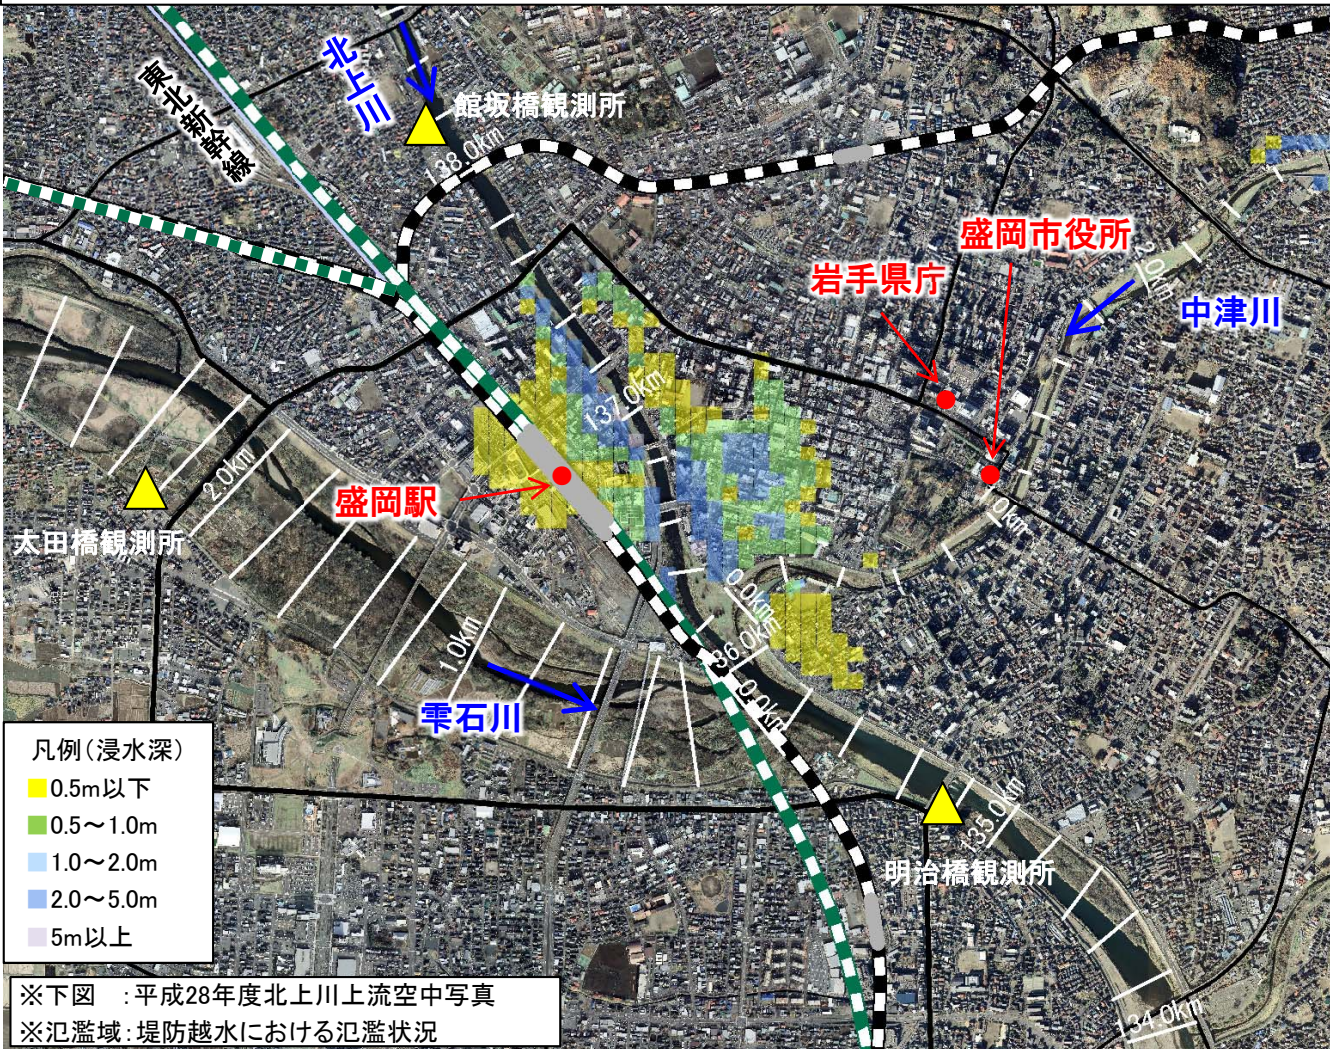 北上川
東北新幹線
館坂橋観測所
138.0km
盛岡市役所
岩手県庁
2.0km
中津川
137.0km
2.0km
盛岡駅
1.0km
太田橋観測所
0.0km
136.0km
1.0km
0.0km
雫石川
凡例(浸水深)
0.5m以下
0.5～1.0m
1.0～2.0m
2.0～5.0m
5m以上
135.0km
明治橋観測所
134.0km
※下図 :平成28年度北上川上流空中写真
※氾濫域:堤防越水における氾濫状況